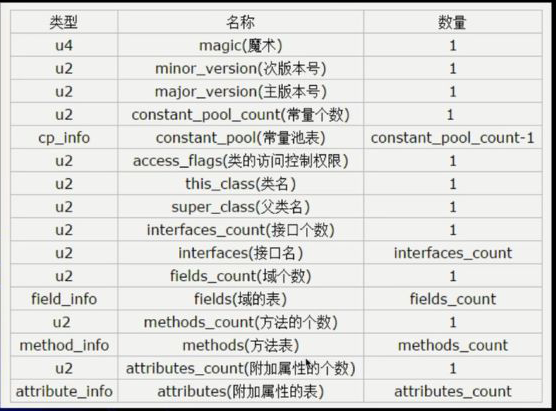 类型 名称 数量
u4 magic(魔术) 1
u2 minor_version(次版本号) 1
u2 major_version(主版本号) 1
u2 constant_pool_count(常量个数) 1
cp_info constant_pool(常量池表) constant_pool_count-1
u2 access_flags(类的访问控制权限) 1
u2 this_class(类名) 1
u2 super_class(父类名) 1
u2 interfaces_count(接口个数) 1
u2 interfaces(接口名) interfaces_count
u2 fields_count(域个数) 1
field_info fields(域的表) fields_count
u2 methods_count(方法的个数) 1
method_info methods(方法表) methods_count
u2 attributes_count(附加属性的个数) 1
attribute_info attributes(附加属性的表) attributes_count